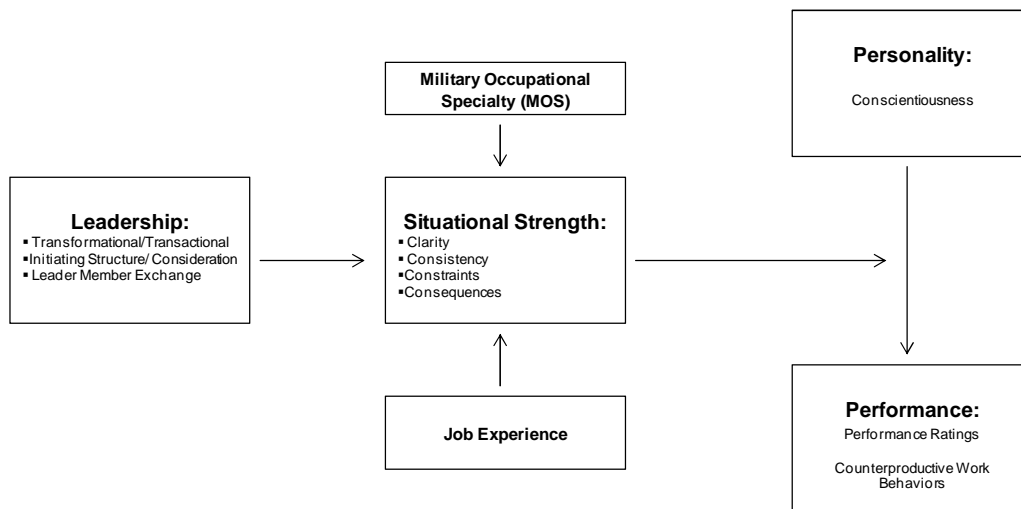 Military Occupational
Specialty (MOS)
Personality:
Conscientiousness
Leadership:
▪ Transformational/Transactional
▪Initiating Structure/ Consideration
▪ Leader Member Exchange
Situational Strength:
▪ Clarity
▪ Consistency
▪Constraints
▪Consequences
Job Experience
Performance:
Performance Ratings
Counterproductive Work
Behaviors